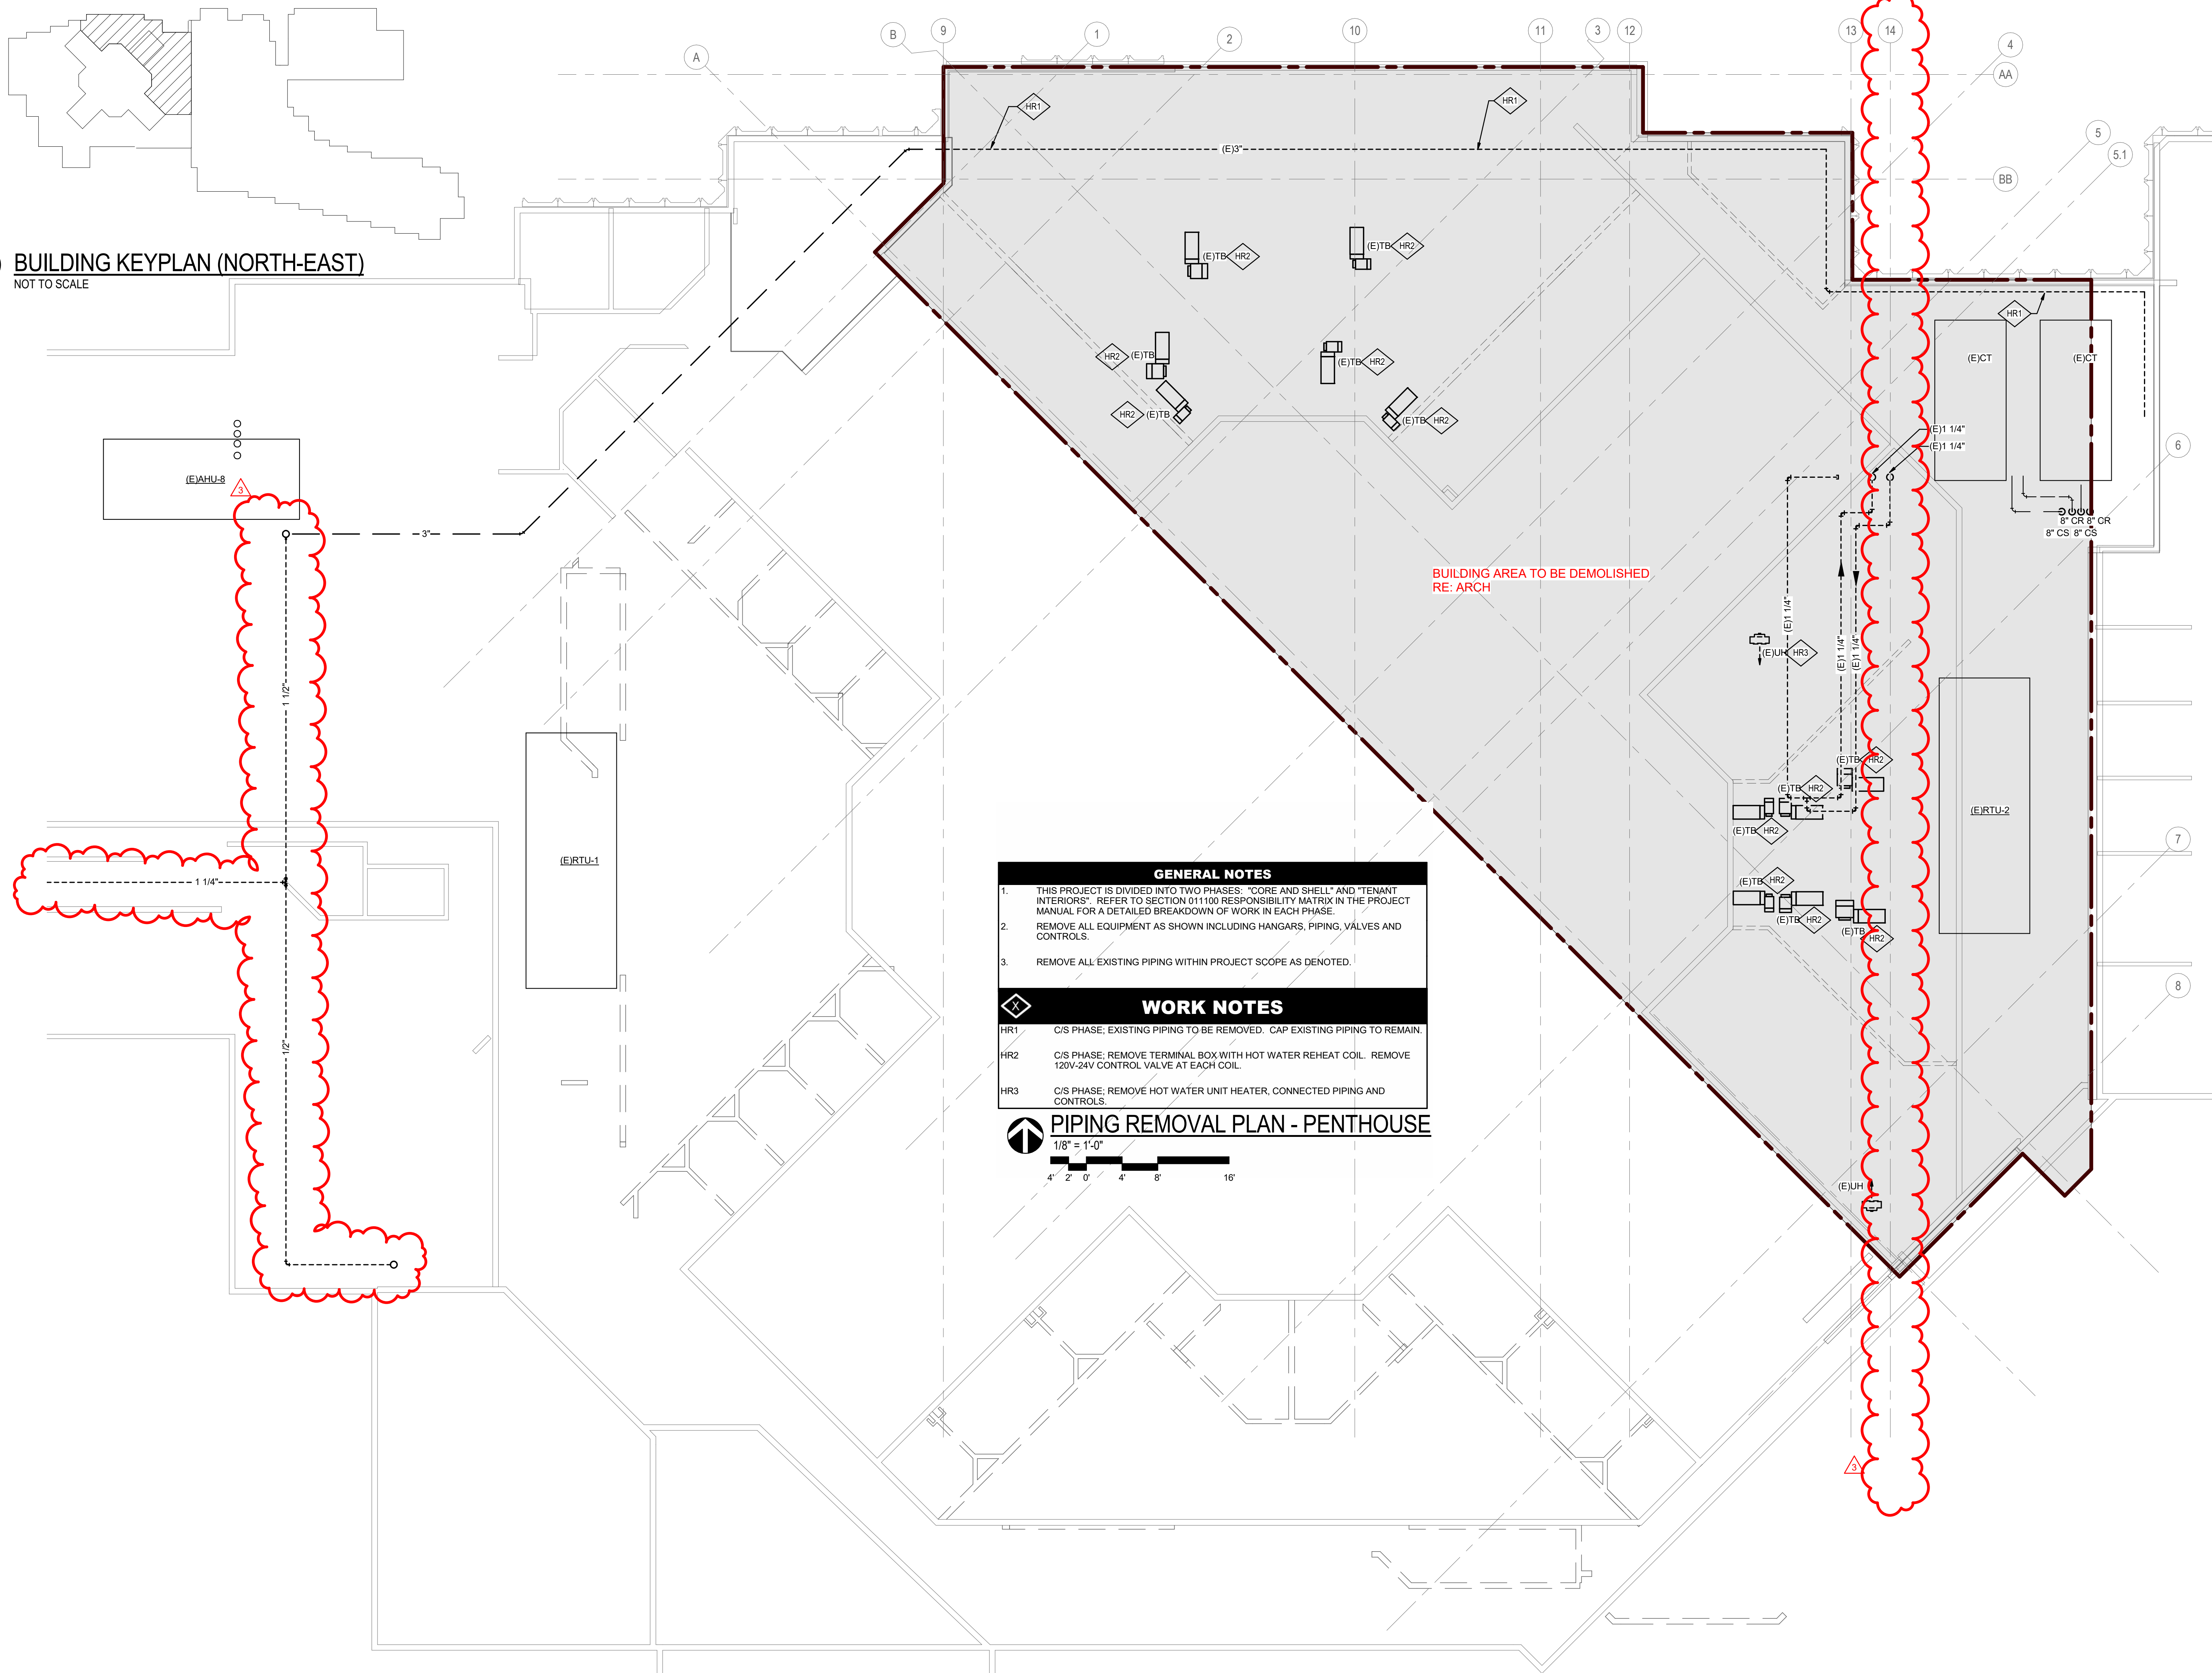 B
9
1
2
10
11
3
12
13
14
4
A
AA
5
5.1
BB
6
7
8
BUILDING KEYPLAN (NORTH-EAST)
NOT TO SCALE
HR1
HR1
(E)3"
(E)TB
HR2
(E)TB
HR2
HR1
HR2
(E)TB
(E)TB
HR2
HR2
(E)TB
(E)TB
HR2
(E)CT
(E)CT
(E)1 1/4"
(E)1 1/4"
(E)AHU-8
3
3"
8" CR 8" CR
8" CS 8" CS
BUILDING AREA TO BE DEMOLISHED
RE: ARCH
(E)1 1/4"
(E)1 1/4"
(E)1 1/4"
(E)UH
HR3
1 1/2"
(E)TB
HR2
(E)TB
HR2
(E)TB
HR2
(E)RTU-2
(E)RTU-1
1 1/4"
(E)TB
HR2
(E)TB
HR2
(E)TB
HR2
1/2"
GENERAL NOTES
1. THIS PROJECT IS DIVIDED INTO TWO PHASES: "CORE AND SHELL" AND "TENANT
INTERIORS". REFER TO SECTION 011100 RESPONSIBILITY MATRIX IN THE PROJECT
MANUAL FOR A DETAILED BREAKDOWN OF WORK IN EACH PHASE.
2. REMOVE ALL EQUIPMENT AS SHOWN INCLUDING HANGARS, PIPING, VALVES AND
CONTROLS.
3. REMOVE ALL EXISTING PIPING WITHIN PROJECT SCOPE AS DENOTED.
X WORK NOTES
HR1 C/S PHASE; EXISTING PIPING TO BE REMOVED. CAP EXISTING PIPING TO REMAIN.
HR2 C/S PHASE; REMOVE TERMINAL BOX WITH HOT WATER REHEAT COIL. REMOVE
120V-24V CONTROL VALVE AT EACH COIL.
HR3 C/S PHASE; REMOVE HOT WATER UNIT HEATER, CONNECTED PIPING AND
CONTROLS.
PIPING REMOVAL PLAN - PENTHOUSE
1/8" = 1'-0"
4' 2' 0' 4' 8' 16'
(E)UH
3